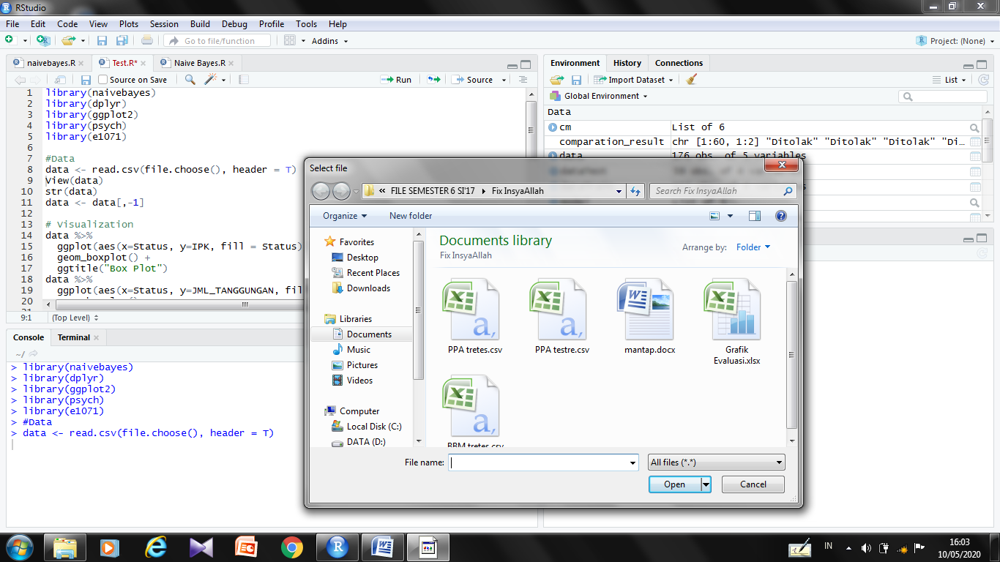 RStudio
File Edit Code View Plots Session Build Debug Profile Tools Help
Go to file/function Addins Project: (None)
naivebayes.R Test.R* Naive Bayes.R
Source on Save Run Source
1 library(naivebayes)
2 library(dplyr)
3 library(ggplot2)
4 library(psych)
5 library(e1071)
6
7 #Data
8 data <- read.csv(file.choose(), header = T)
9 View(data)
10 str(data)
11 data <- data[,-1]
12
13 # Visualization
14 data %>%
15 ggplot(aes(x=Status, y=IPK, fill = Status)
16 geom_boxplot() +
17 ggtitle("Box Plot")
18 data %>%
19 ggplot(aes(x=Status, y=JML_TANGGUNGAN, fil
20
9:1 (Top Level)
Console Terminal
~/
> library(naivebayes)
> library(dplyr)
> library(ggplot2)
> library(psych)
> library(e1071)
> #Data
> data <- read.csv(file.choose(), header = T)
Environment History Connections
Import Dataset List
Global Environment
Data
cm List of 6
comparation_result chr [1:60, 1:2] "Ditolak" "Ditolak" "Ditolak" "Di…
data 176 obs. of 5 variables
Select file
« FILE SEMESTER 6 SI'17 Fix InsyaAllah Search Fix InsyaAllah
Organize New folder
Favorites
Desktop
Recent Places
Downloads
Libraries
Documents
Music
Pictures
Videos
Computer
Local Disk (C:)
DATA (D:)
Documents library
Fix InsyaAllah
Arrange by: Folder
PPA tretes.csv
PPA testre.csv
mantap.docx
Grafik
Evaluasi.xlsx
BBM tretes.csv
File name: All files (*.*)
Open Cancel
IN
16:03
10/05/2020